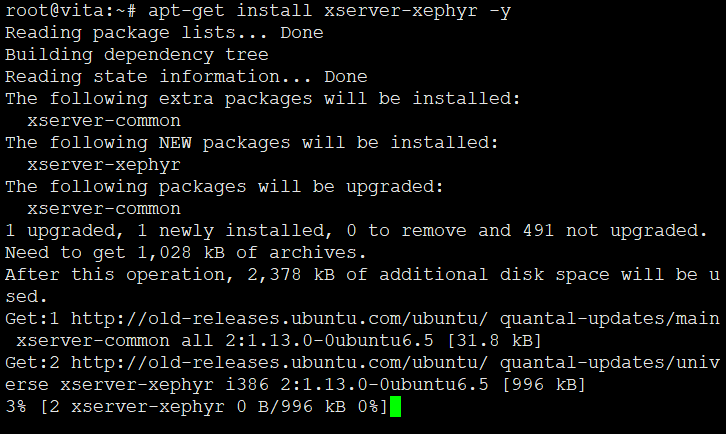 root@vita:~# apt-get install xserver-xephyr -y
Reading package lists... Done
Building dependency tree
Reading state information... Done
The following extra packages will be installed:
  xserver-common
The following NEW packages will be installed:
  xserver-xephyr
The following packages will be upgraded:
  xserver-common
1 upgraded, 1 newly installed, 0 to remove and 491 not upgraded.
Need to get 1,028 kB of archives.
After this operation, 2,378 kB of additional disk space will be u
sed.
Get:1 http://old-releases.ubuntu.com/ubuntu/ quantal-updates/main
 xserver-common all 2:1.13.0-0ubuntu6.5 [31.8 kB]
Get:2 http://old-releases.ubuntu.com/ubuntu/ quantal-updates/univ
erse xserver-xephyr i386 2:1.13.0-0ubuntu6.5 [996 kB]
3% [2 xserver-xephyr 0 B/996 kB 0%]